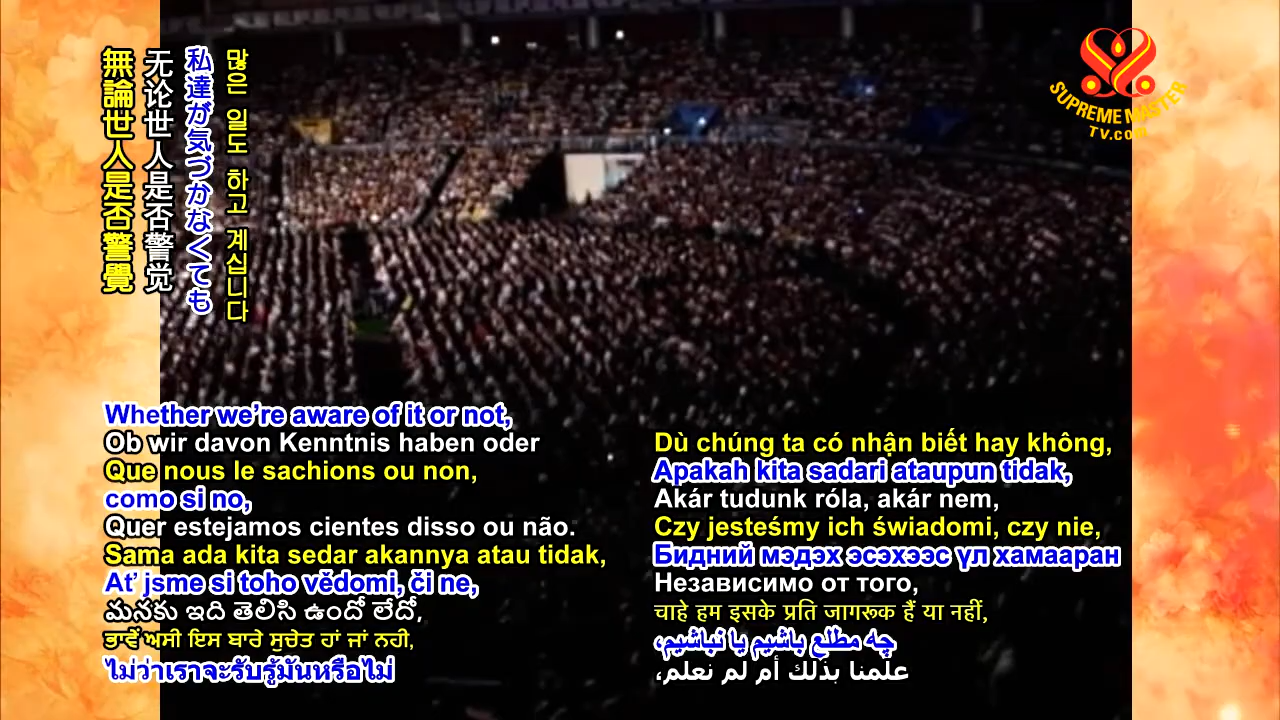 많은 일도 하고 계십니다
私達が気づかなくても
无论世人是否警觉
無論世人是否警覺
SUPREME MASTER
TV.com
Whether we're aware of it or not,
Ob wir davon Kenntnis haben oder
Que nous le sachions ou non,
como si no,
Quer estejamos cientes disso ou não.
Sama ada kita sedar akannya atau tidak,
Ať jsme si toho vědomi, či ne,
మనకు ఇది తెలిసి ఉందో లేదో,
ਭਾਵੇਂ ਅਸੀ ਇਸ ਬਾਰੇ ਸੁਚੇਤ ਹਾਂ ਜਾਂ ਨਹੀ,
ไม่ว่าเราจะรับรู้มันหรือไม่
Dù chúng ta có nhận biết hay không,
Apakah kita sadari ataupun tidak,
Akár tudunk róla, akár nem,
Czy jesteśmy ich świadomi, czy nie,
Бидний мэдэх эсэхээс үл хамааран
Независимо от того,
चाहे हम इसके प्रति जागरूक हैं या नहीं,
چه مطلع باشیم یا نباشیم،
علمنا بذلك أم لم نعلم،